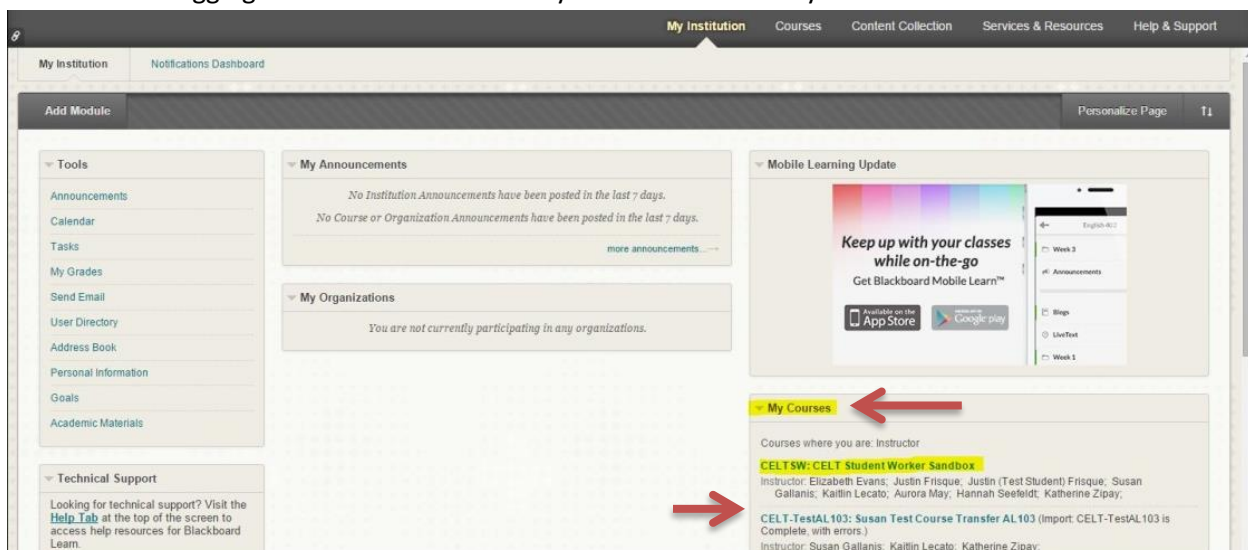 My Institution Courses Content Collection Services & Resources Help & Support
My Institution Notifications Dashboard
Add Module
Personalize Page
Tools
Announcements
Calendar
Tasks
My Grades
Send Email
User Directory
Address Book
Personal Information
Goals
Academic Materials
Technical Support
Looking for technical support? Visit the
Help Tab at the top of the screen to
access help resources for Blackboard
Learn.
My Announcements
No Institution Announcements have been posted in the last 7 days.
No Course or Organization Announcements have been posted in the last 7 days.
more announcements...
My Organizations
You are not currently participating in any organizations.
Mobile Learning Update
Keep up with your classes
while on-the-go
Get Blackboard Mobile Learn™
Available on the
App Store
Google play
Week 3
Announcements
Blogs
LiveText
Week 1
My Courses
Courses where you are: Instructor
CELTSW: CELT Student Worker Sandbox
Instructor: Elizabeth Evans; Justin Frisque; Justin (Test Student) Frisque; Susan
Gallanis; Kaitlin Lecato; Aurora May; Hannah Seefeldt; Katherine Zipay;
CELT-TestAL103: Susan Test Course Transfer AL103 (Import: CELT-TestAL103 is
Complete, with errors.)
Instructor: Susan Gallanis; Kaitlin Lecato; Katherine Zipay;